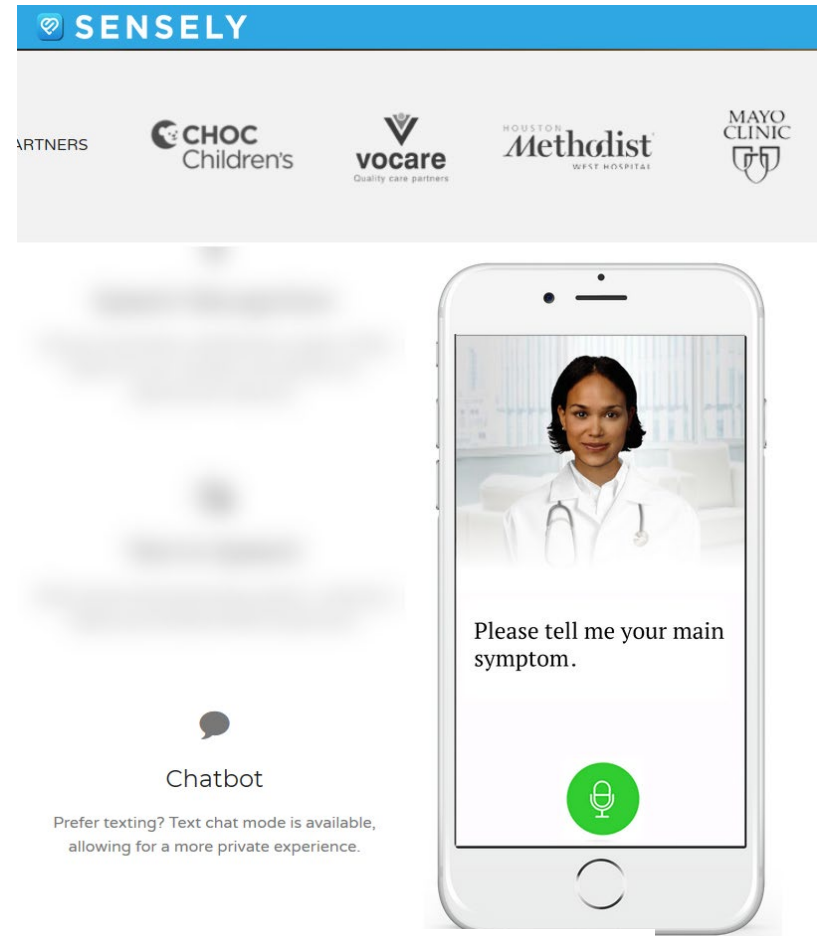 SENSELY
ARTNERS
CHOC
Children's
vocare
Quality care partners
HOUSTON
Methodist
WEST HOSPITAL
MAYO
CLINIC
Please tell me your main
symptom.
Chatbot
Prefer texting? Text chat mode is available,
allowing for a more private experience.